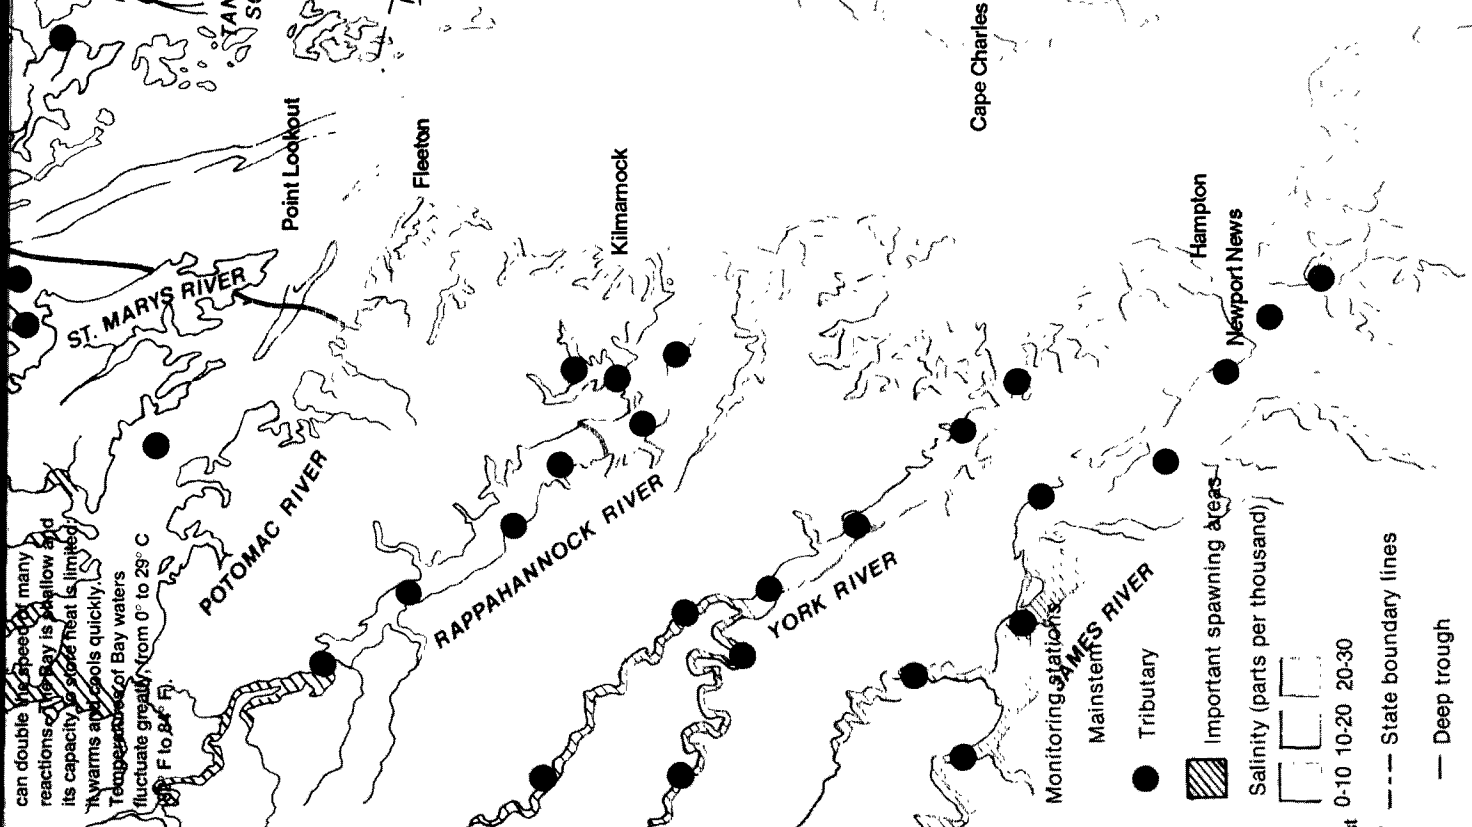 can double the speed of many
reactions. The Bay is shallow and
its capacity to store heat is limited;
it warms and cools quickly.
Temperatures of Bay waters
fluctuate greatly, from 0° to 29° C
F to 84° F).
TAN
ST. MARYS RIVER
Point Lookout
POTOMAC RIVER
Fleeton
RAPPAHANNOCK RIVER
Kilmarnock
YORK RIVER
Cape Charles
JAMES RIVER
Hampton
Newport News
Monitoring stations
Mainstem
Tributary
Important spawning areas
Salinity (parts per thousand)
0-10 10-20 20-30
State boundary lines
Deep trough